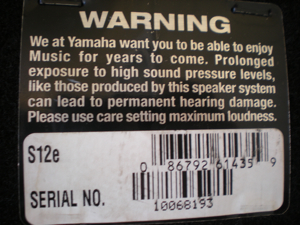 WARNING
We at Yamaha want you to be able to enjoy
Music for years to come. Prolonged
exposure to high sound pressure levels,
like those produced by this speaker system
can lead to permanent hearing damage.
Please use care setting maximum loudness.
S12e
0 86792 61435 9
SERIAL NO.
10068193